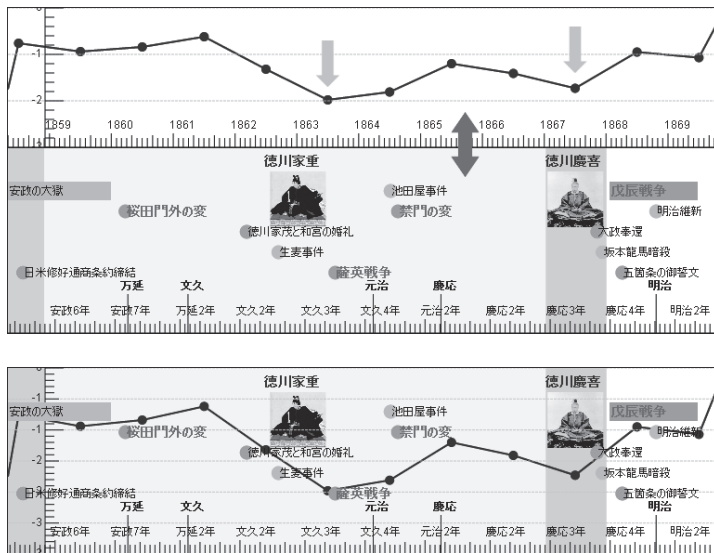 -1
-2
1859 1860 1861 1862 1863 1864 1865 1866 1867 1868 1869
徳川家重 徳川慶喜
安政の大獄 池田屋事件 戊辰戦争
桜田門外の変 禁門の変 明治維新
徳川家茂と和宮の婚礼 大政奉還
生麦事件 坂本龍馬暗殺
日米修好通商条約締結 薩英戦争 五箇条の御誓文
万延 文久 元治 慶応 明治
安政6年 安政7年 万延2年 文久2年 文久3年 文久4年 元治2年 慶応2年 慶応3年 慶応4年 明治2年
0
徳川家重 徳川慶喜
-1
安政の大獄 池田屋事件 戊辰戦争
-1 桜田門外の変 禁門の変 明治維新
徳川家茂と和宮の婚礼 大政奉還
-2 生麦事件 坂本龍馬暗殺
日米修好通商条約締結 薩英戦争 五箇条の御誓文
-2 万延 文久 元治 慶応 明治
-3 安政6年 安政7年 万延2年 文久2年 文久3年 文久4年 元治2年 慶応2年 慶応3年 慶応4年 明治2年